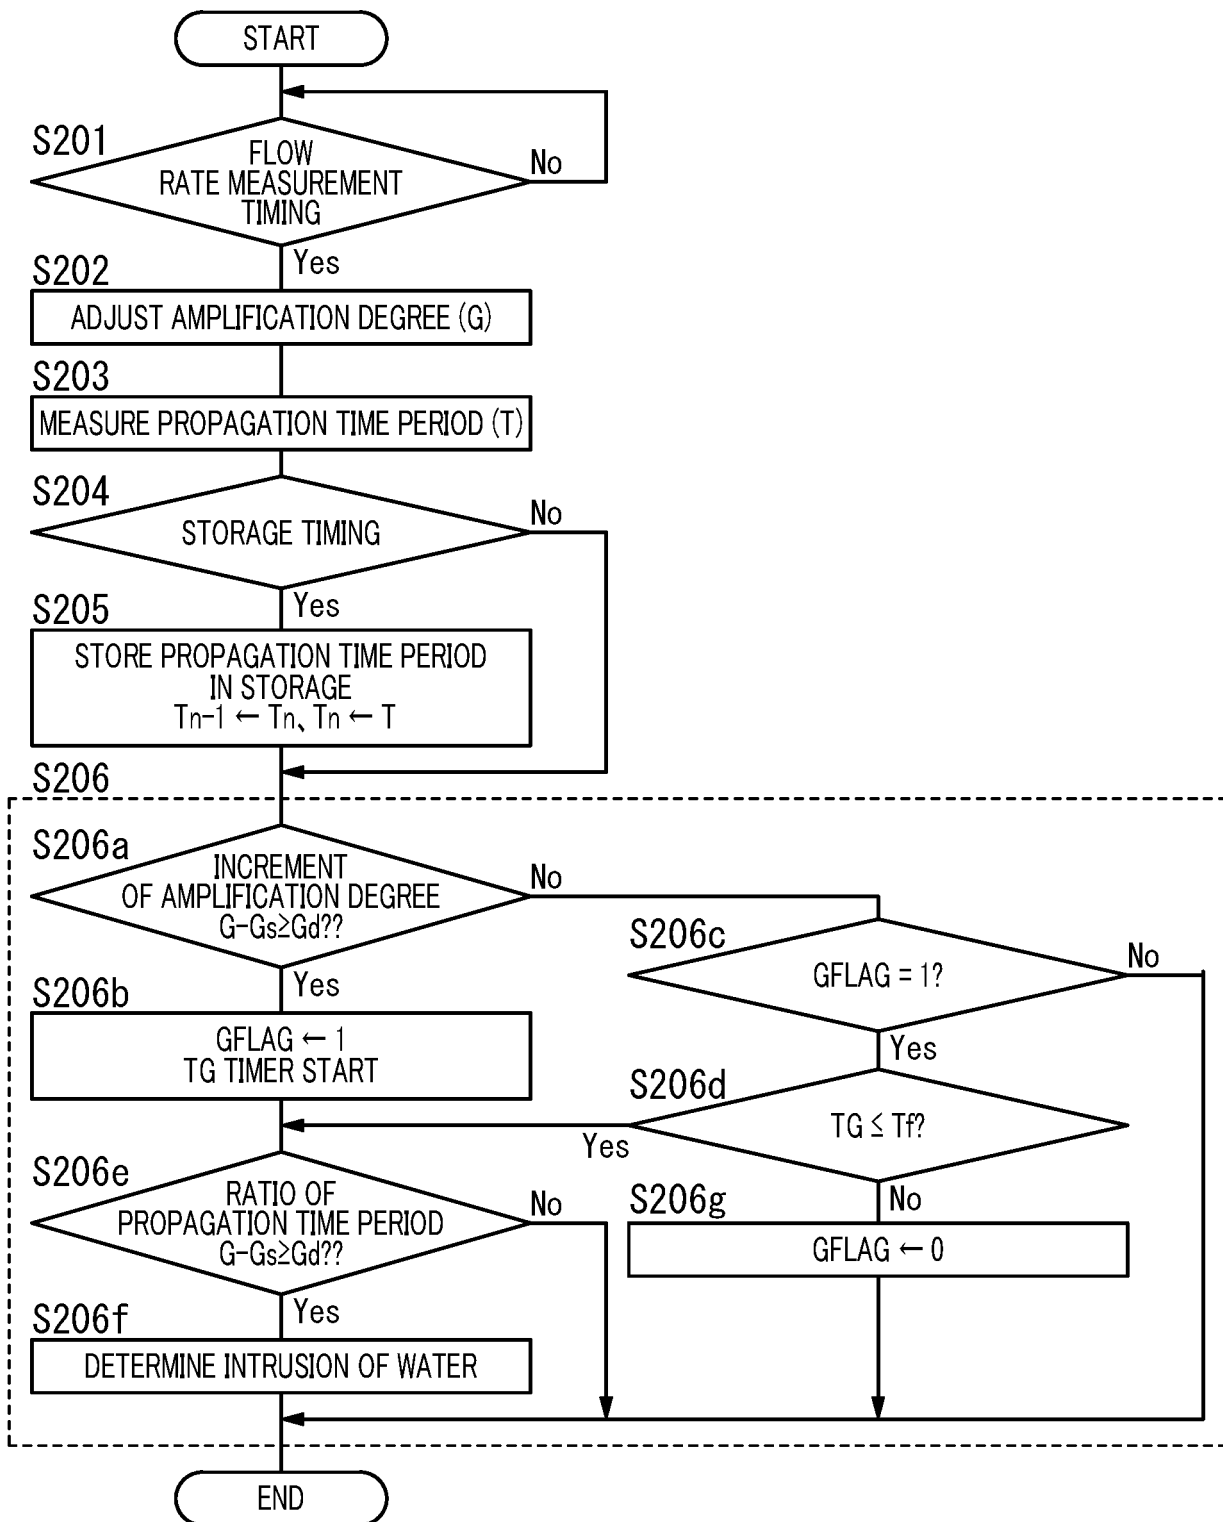 START
S201
FLOW
RATE MEASUREMENT
TIMING
No
Yes
S202
ADJUST AMPLIFICATION DEGREE (G)
S203
MEASURE PROPAGATION TIME PERIOD (T)
S204
STORAGE TIMING
No
Yes
S205
STORE PROPAGATION TIME PERIOD
IN STORAGE
Tn-1 ← Tn、Tn ← T
S206
S206a
INCREMENT
OF AMPLIFICATION DEGREE
G-Gs≥Gd??
No
Yes
S206b
GFLAG ← 1
TG TIMER START
S206c
GFLAG = 1?
No
Yes
S206d
TG ≤ Tf?
Yes
No
S206e
RATIO OF
PROPAGATION TIME PERIOD
G-Gs≥Gd??
No
Yes
S206g
GFLAG ← 0
S206f
DETERMINE INTRUSION OF WATER
END